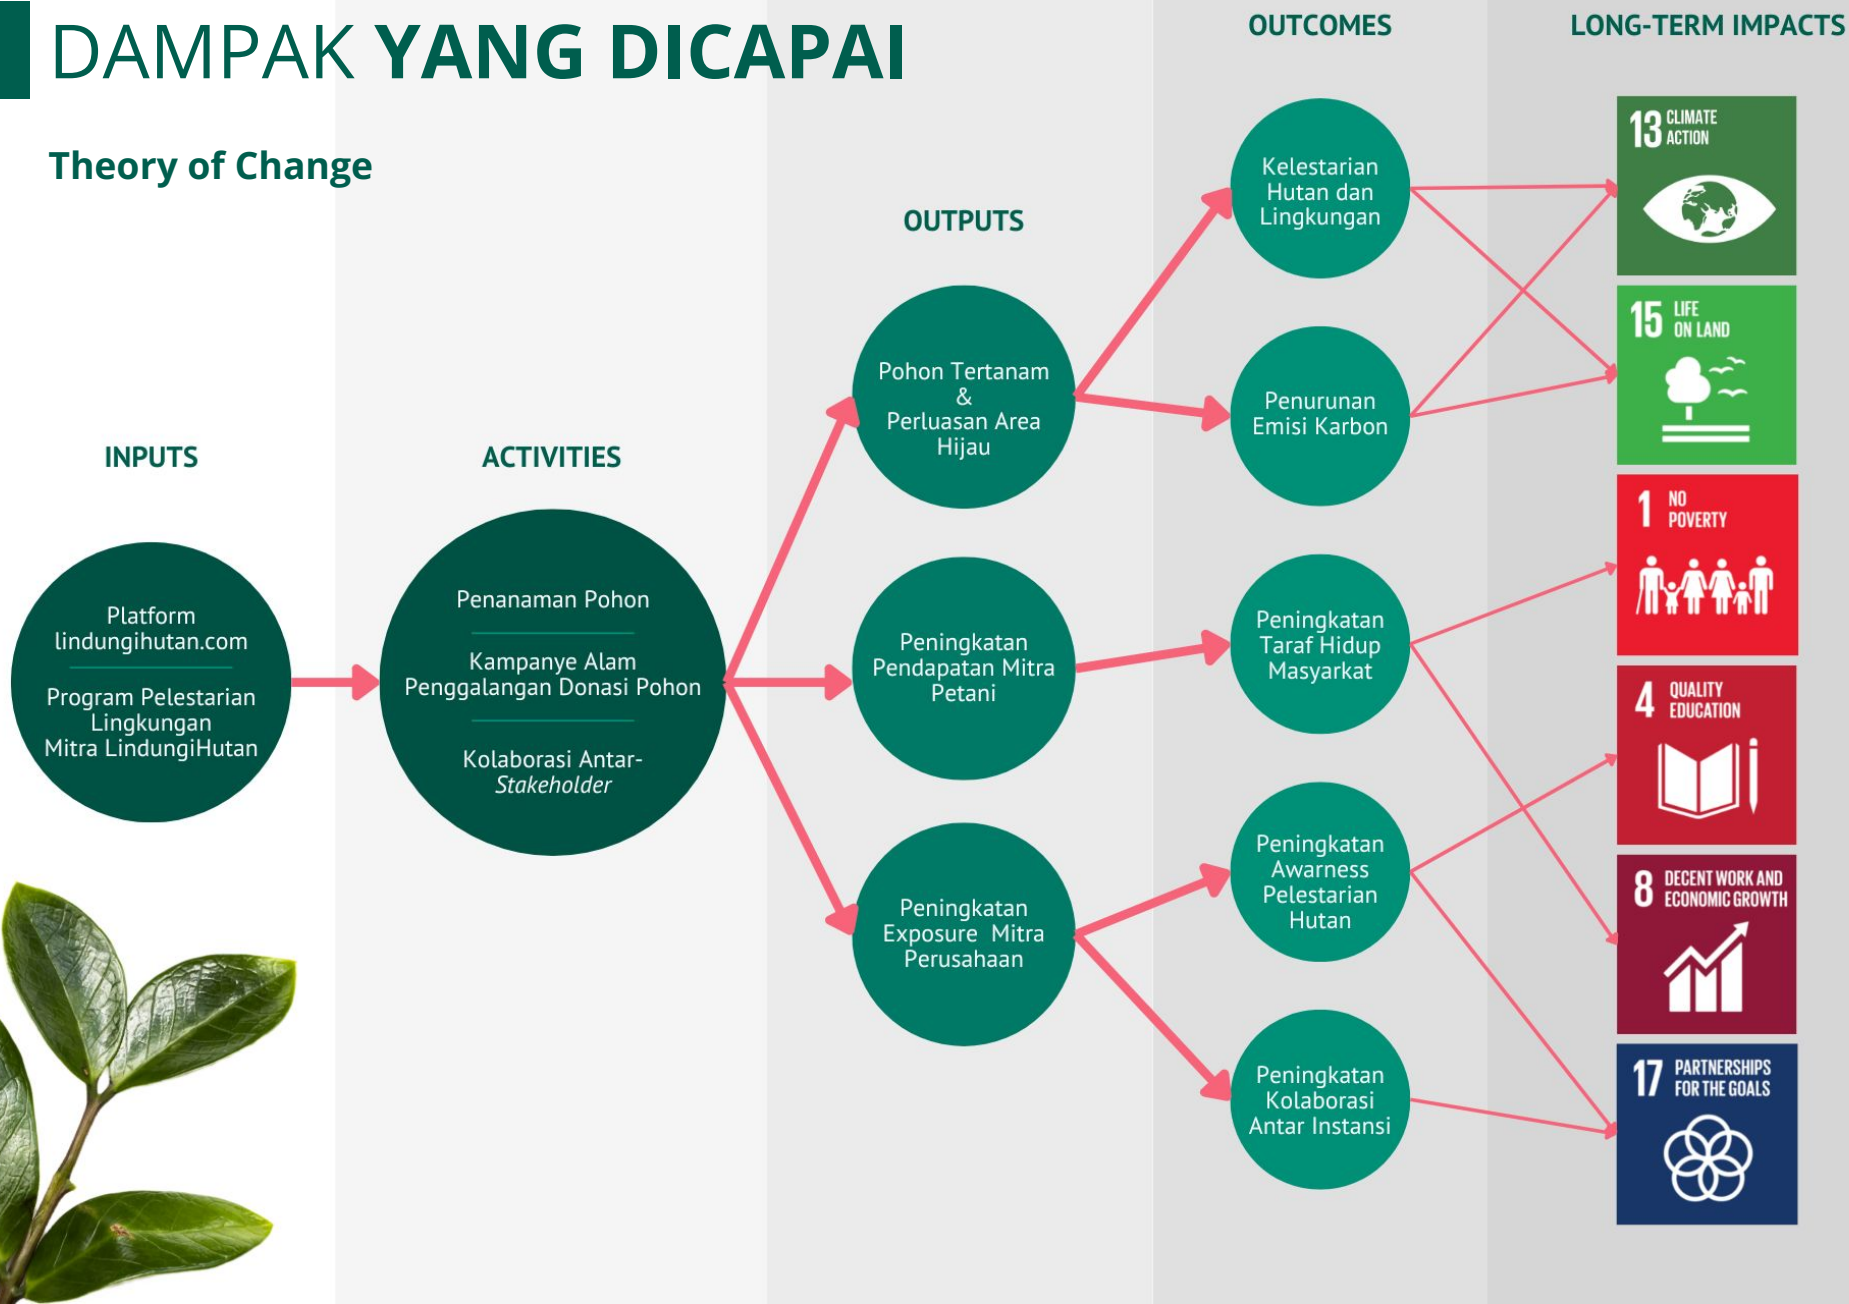 DAMPAK YANG DICAPAI
Theory of Change
INPUTS
Platform
lindungihutan.com
Program Pelestarian
Lingkungan
Mitra LindungiHutan
ACTIVITIES
Penanaman Pohon
Kampanye Alam
Penggalangan Donasi Pohon
Kolaborasi Antar-
Stakeholder
OUTPUTS
Pohon Tertanam
&
Perluasan Area
Hijau
Peningkatan
Pendapatan Mitra
Petani
Peningkatan
Exposure Mitra
Perusahaan
OUTCOMES
Kelestarian
Hutan dan
Lingkungan
Penurunan
Emisi Karbon
Peningkatan
Taraf Hidup
Masyarkat
Peningkatan
Awarness
Pelestarian
Hutan
Peningkatan
Kolaborasi
Antar Instansi
LONG-TERM IMPACTS
13 CLIMATE
ACTION
15 LIFE
ON LAND
1 NO
POVERTY
4 QUALITY
EDUCATION
8 DECENT WORK AND
ECONOMIC GROWTH
17 PARTNERSHIPS
FOR THE GOALS